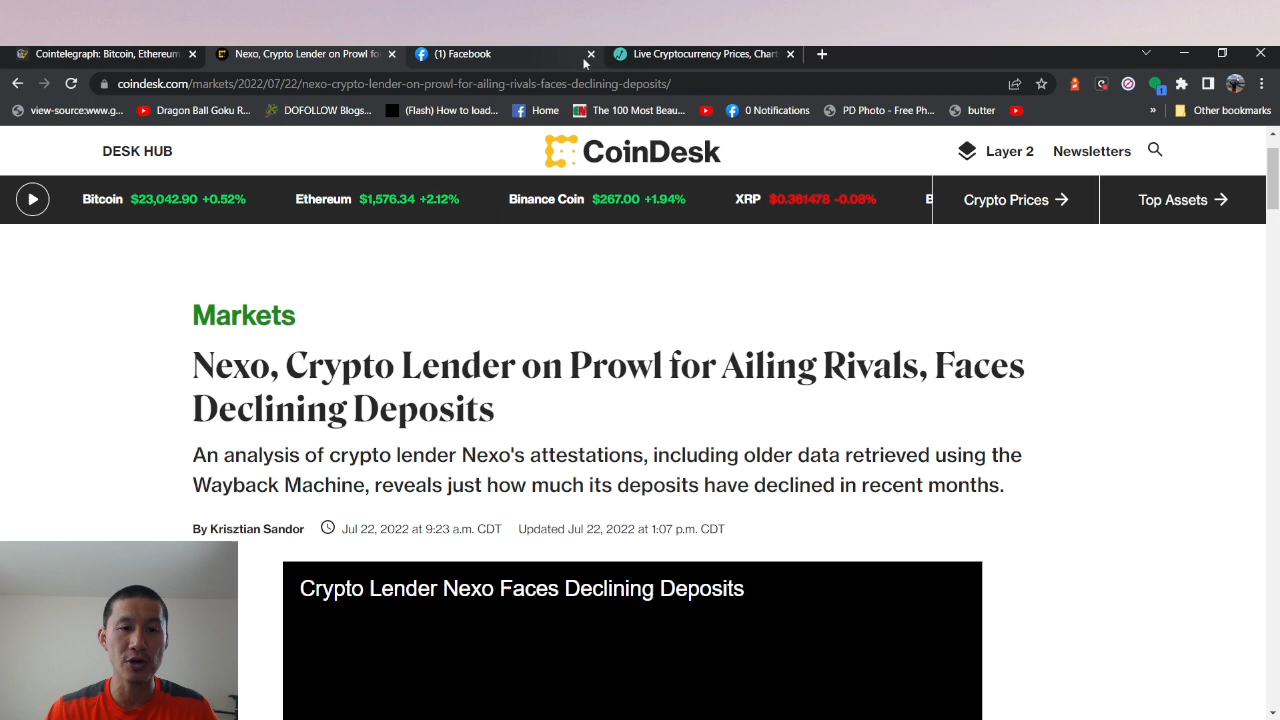 Cointelegraph: Bitcoin, Ethereum
Nexo, Crypto Lender on Prowl for
(1) Facebook
Live Cryptocurrency Prices, Chart
coindesk.com/markets/2022/07/22/nexo-crypto-lender-on-prowl-for-ailing-rivals-faces-declining-deposits/
view-source:www.g...
Dragon Ball Goku R...
DOFOLLOW Blogs...
(Flash) How to load...
Home
The 100 Most Beau...
0 Notifications
PD Photo - Free Ph...
butter
»
Other bookmarks
DESK HUB
CoinDesk
Layer 2
Newsletters
Bitcoin $23,042.90 +0.52%
Ethereum $1,576.34 +2.12%
Binance Coin $267.00 +1.94%
XRP $0.361478 -0.08%
B
Crypto Prices →
Top Assets →
Markets
Nexo, Crypto Lender on Prowl for Ailing Rivals, Faces
Declining Deposits
An analysis of crypto lender Nexo's attestations, including older data retrieved using the
Wayback Machine, reveals just how much its deposits have declined in recent months.
By Krisztian Sandor Jul 22, 2022 at 9:23 a.m. CDT Updated Jul 22, 2022 at 1:07 p.m. CDT
Crypto Lender Nexo Faces Declining Deposits